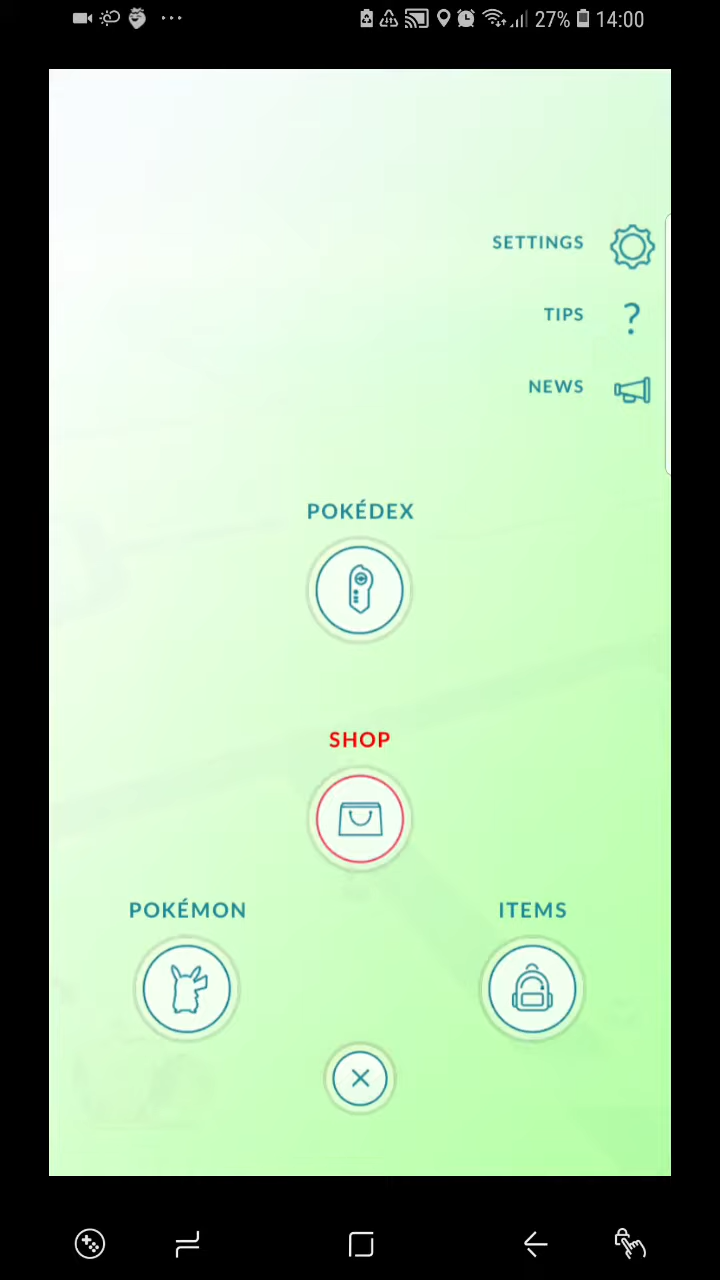 27% 14:00
SETTINGS
TIPS
?
NEWS
POKÉDEX
SHOP
POKÉMON
ITEMS